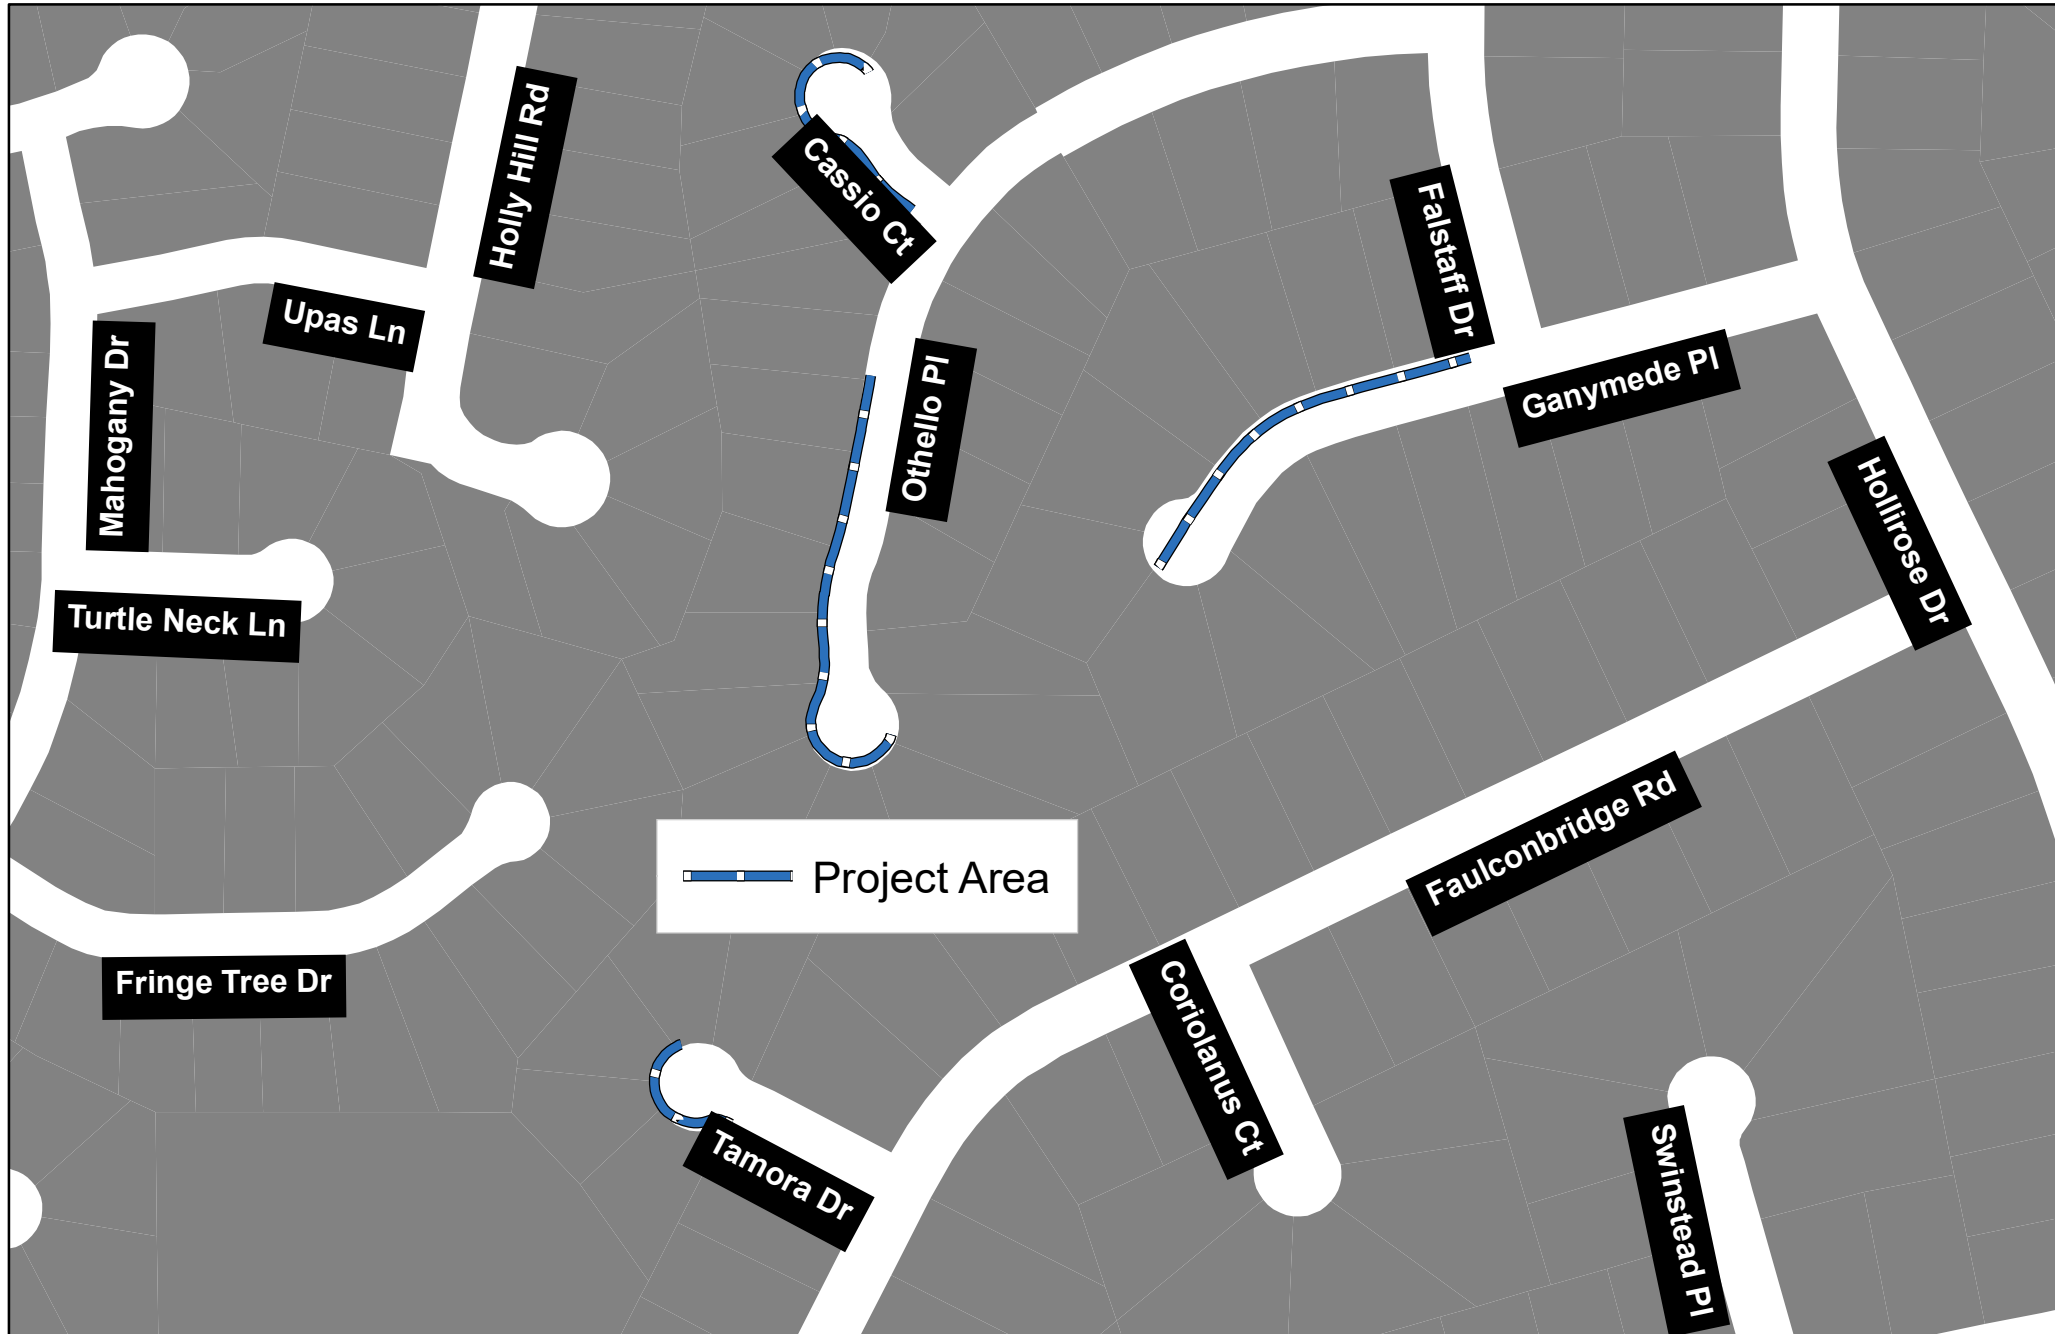 Holly Hill Rd
Cassio Ct
Falstaff Dr
Upas Ln
Mahogany Dr
Othello Pl
Ganymede Pl
Hollirose Dr
Turtle Neck Ln
Project Area
Faulconbridge Rd
Fringe Tree Dr
Coriolanus Ct
Tamora Dr
Swinstead Pl